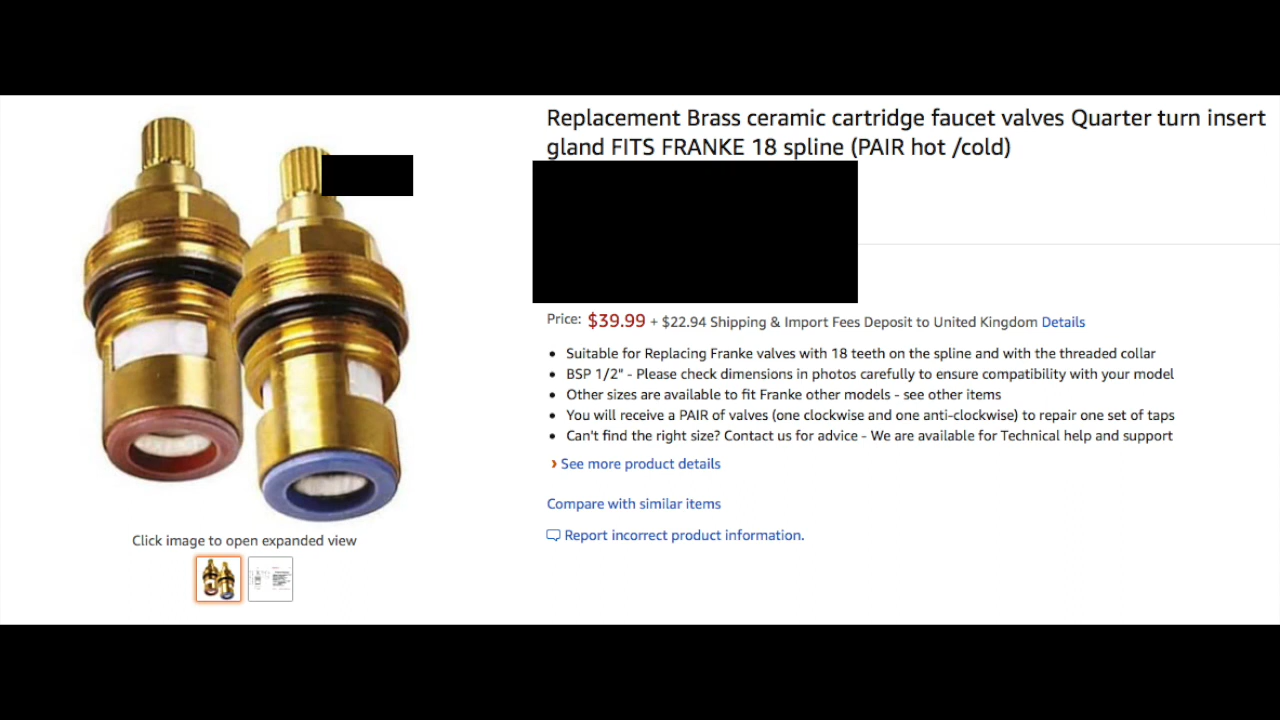 Replacement Brass ceramic cartridge faucet valves Quarter turn insert
gland FITS FRANKE 18 spline (PAIR hot /cold)
Price: $39.99 + $22.94 Shipping & Import Fees Deposit to United Kingdom Details
• Suitable for Replacing Franke valves with 18 teeth on the spline and with the threaded collar
• BSP 1/2" - Please check dimensions in photos carefully to ensure compatibility with your model
• Other sizes are available to fit Franke other models - see other items
• You will receive a PAIR of valves (one clockwise and one anti-clockwise) to repair one set of taps
• Can't find the right size? Contact us for advice - We are available for Technical help and support
› See more product details
Compare with similar items
Report incorrect product information.
Click image to open expanded view